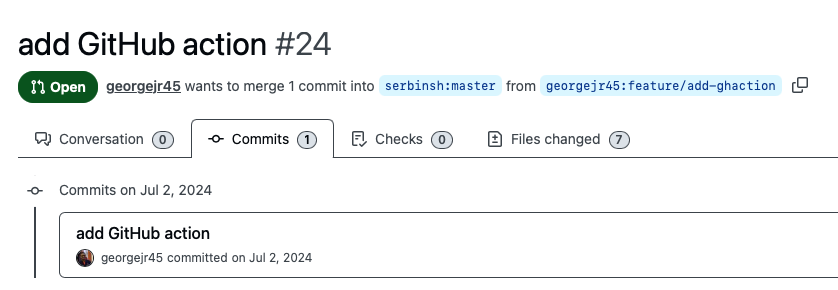 add GitHub action #24
Open georgejr45 wants to merge 1 commit into serbinsh:master from georgejr45:feature/add-ghaction
Conversation 0 Commits 1 Checks 0 Files changed 7
Commits on Jul 2, 2024
add GitHub action
georgejr45 committed on Jul 2, 2024